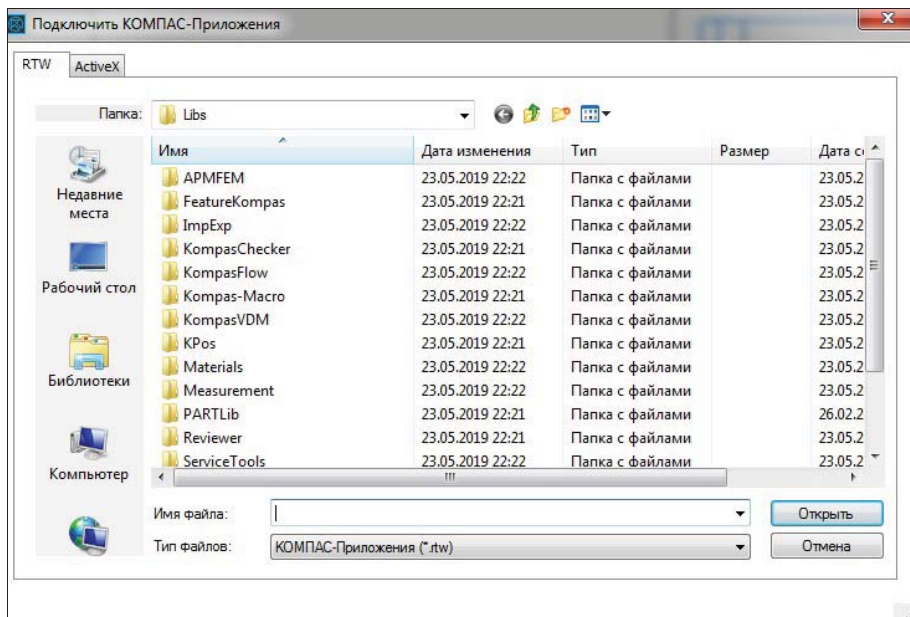 Подключить КОМПАС-Приложения
RTW ActiveX
Папка: Libs
Имя Дата изменения Тип Размер Дата с
APMFEM 23.05.2019 22:22 Папка с файлами 23.05.2
FeatureKompas 23.05.2019 22:21 Папка с файлами 23.05.2
ImpExp 23.05.2019 22:22 Папка с файлами 23.05.2
KompasChecker 23.05.2019 22:21 Папка с файлами 23.05.2
KompasFlow 23.05.2019 22:22 Папка с файлами 23.05.2
Kompas-Macro 23.05.2019 22:21 Папка с файлами 23.05.2
KompasVDM 23.05.2019 22:22 Папка с файлами 23.05.2
KPos 23.05.2019 22:21 Папка с файлами 23.05.2
Materials 23.05.2019 22:22 Папка с файлами 23.05.2
Measurement 23.05.2019 22:22 Папка с файлами 23.05.2
PARTLib 23.05.2019 22:21 Папка с файлами 26.02.2
Reviewer 23.05.2019 22:21 Папка с файлами 23.05.2
ServiceTools 23.05.2019 22:22 Папка с файлами 23.05.2
Недавние
места
Рабочий стол
Библиотеки
Компьютер
Имя файла: Открыть
Тип файлов: КОМПАС-Приложения (*.rtw) Отмена